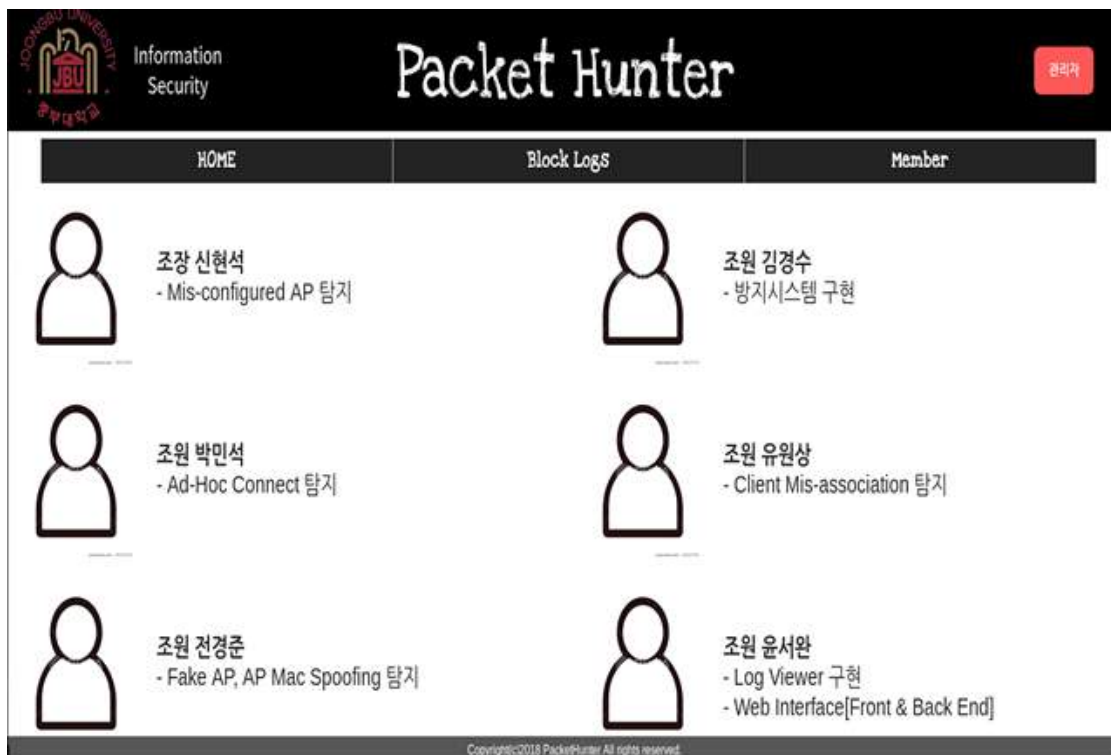 JOONGBU UNIVERSITY
JBU
중부대학교
Information
Security
Packet Hunter
관리자
HOME
Block Logs
Member
조장 신현석
- Mis-configured AP 탐지
조원 김경수
- 방지시스템 구현
조원 박민석
- Ad-Hoc Connect 탐지
조원 유원상
- Client Mis-association 탐지
조원 전경준
- Fake AP, AP Mac Spoofing 탐지
조원 윤서완
- Log Viewer 구현
- Web Interface[Front & Back End]
Copyright(c)2018 PacketHunter All rights reserved.